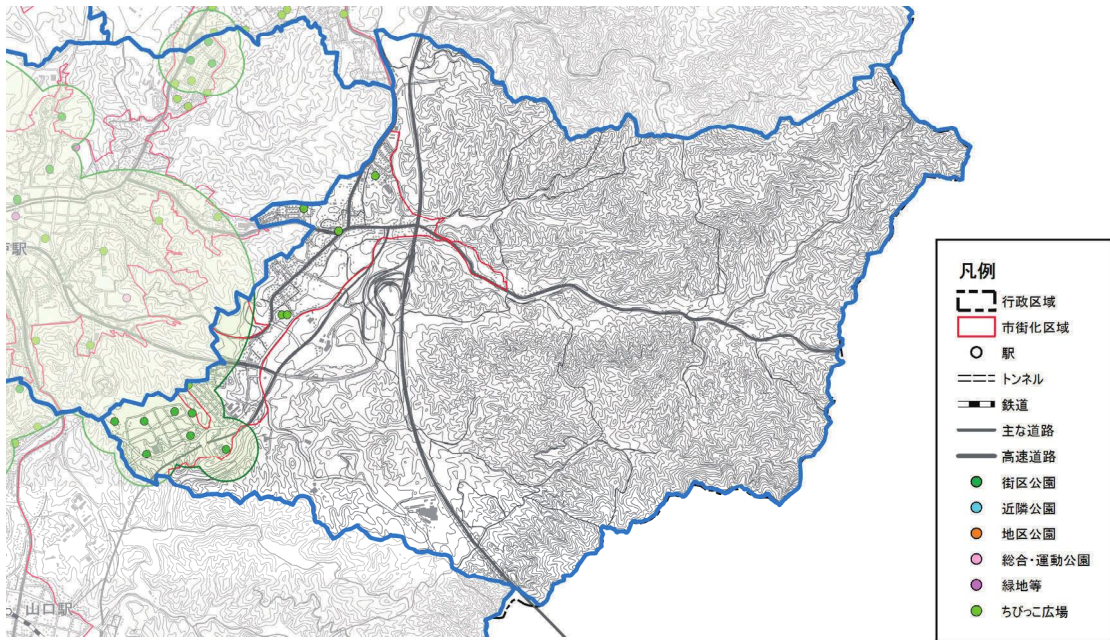 駅
山口駅
凡例
行政区域
市街化区域
駅
トンネル
鉄道
主な道路
高速道路
街区公園
近隣公園
地区公園
総合・運動公園
緑地等
ちびっこ広場